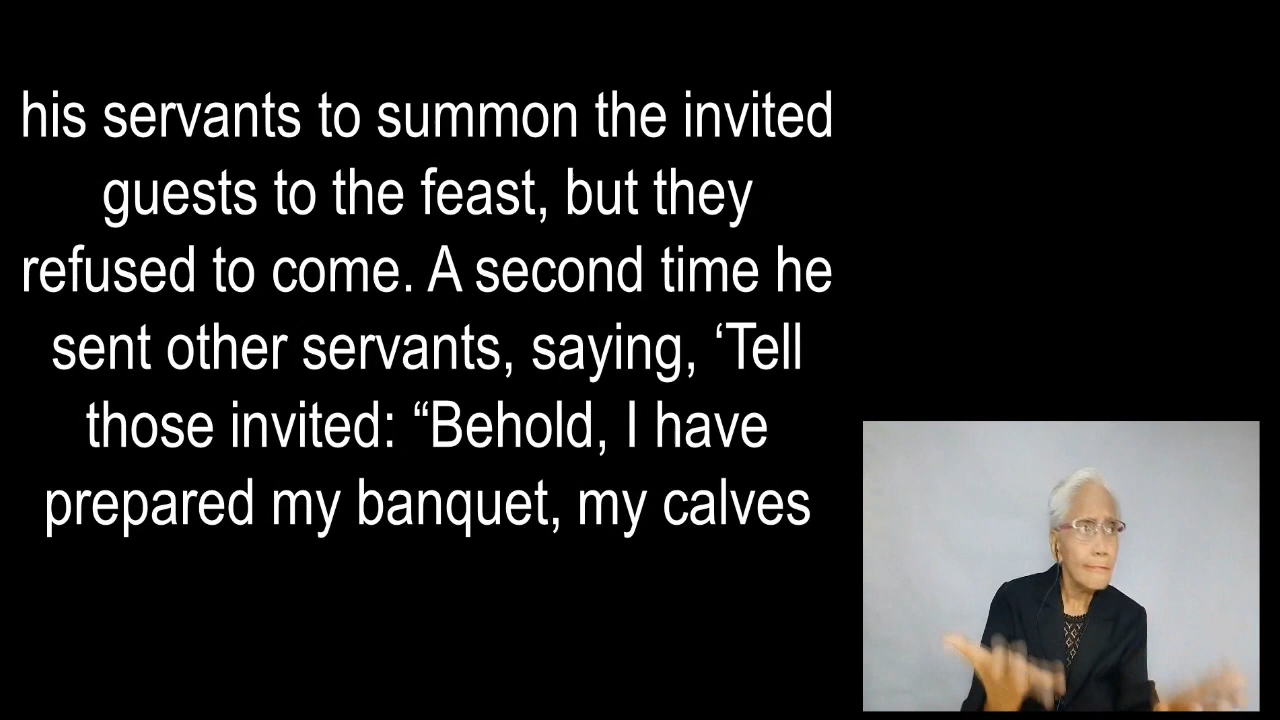 his servants to summon the invited
guests to the feast, but they
refused to come. A second time he
sent other servants, saying, ‘Tell
those invited: “Behold, I have
prepared my banquet, my calves